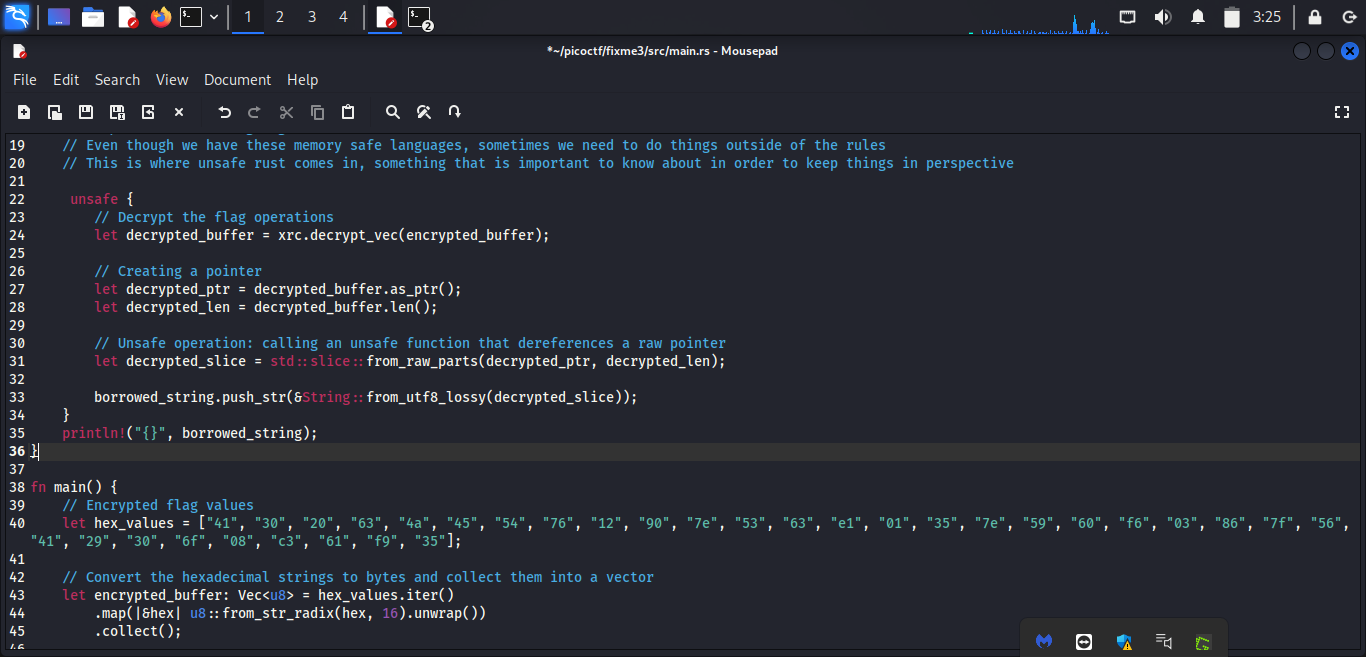 1 2 3 4 2 3:25
*~/picoctf/fixme3/src/main.rs - Mousepad
File Edit Search View Document Help
19 // Even though we have these memory safe languages, sometimes we need to do things outside of the rules
20 // This is where unsafe rust comes in, something that is important to know about in order to keep things in perspective
21
22 unsafe {
23 // Decrypt the flag operations
24 let decrypted_buffer = xrc.decrypt_vec(encrypted_buffer);
25
26 // Creating a pointer
27 let decrypted_ptr = decrypted_buffer.as_ptr();
28 let decrypted_len = decrypted_buffer.len();
29
30 // Unsafe operation: calling an unsafe function that dereferences a raw pointer
31 let decrypted_slice = std::slice::from_raw_parts(decrypted_ptr, decrypted_len);
32
33 borrowed_string.push_str(&String::from_utf8_lossy(decrypted_slice));
34 }
35 println!("{}", borrowed_string);
36 }
37
38 fn main() {
39 // Encrypted flag values
40 let hex_values = ["41", "30", "20", "63", "4a", "45", "54", "76", "12", "90", "7e", "53", "63", "e1", "01", "35", "7e", "59", "60", "f6", "03", "86", "7f", "56",
"41", "29", "30", "6f", "08", "c3", "61", "f9", "35"];
41
42 // Convert the hexadecimal strings to bytes and collect them into a vector
43 let encrypted_buffer: Vec<u8> = hex_values.iter()
44 .map(|&hex| u8::from_str_radix(hex, 16).unwrap())
45 .collect();
46